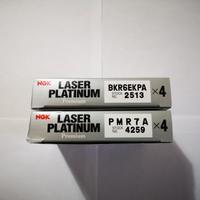 NGK LASER PLATINUM Premium
BKR6EKPA
STOCK NO. 2513
×4
NGK LASER PLATINUM Premium
PMR7A
STOCK NO. 4259
×4